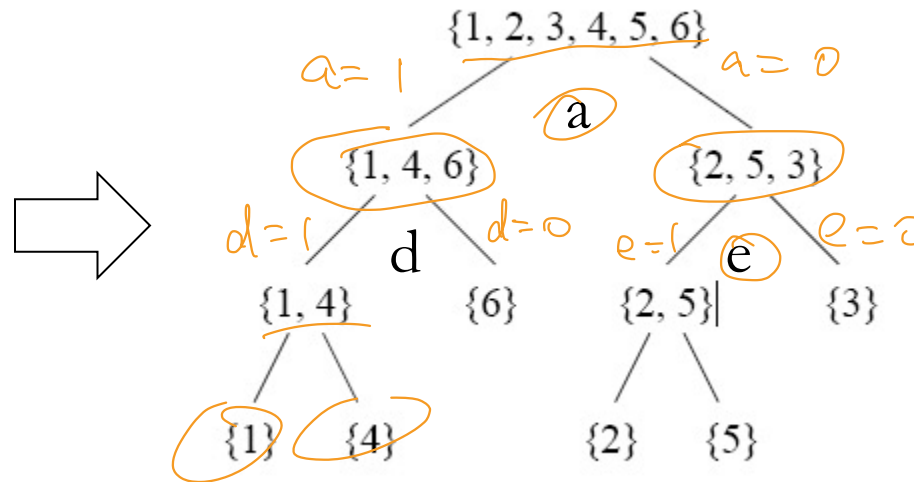 {1, 2, 3, 4, 5, 6}
a = 1
a = 0
a
{1, 4, 6}
{2, 5, 3}
d=1
d=0
e=1
e=0
d
e
{1, 4}
{6}
{2, 5}
{3}
{1}
{4}
{2}
{5}